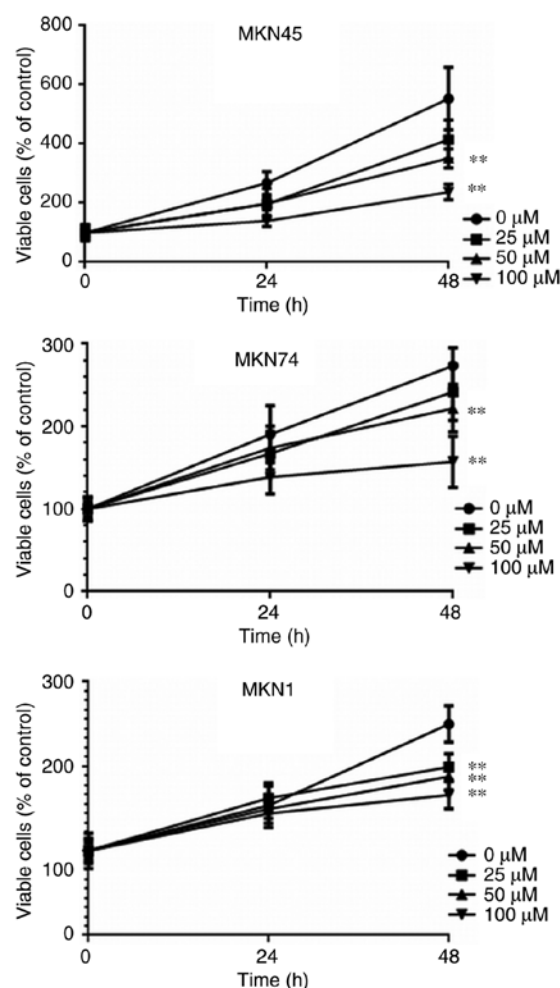 MKN45
Viable cells (% of control)
800
600
400
200
0
0
24
48
Time (h)
**
**
0 μM
25 μM
50 μM
100 μM
MKN74
Viable cells (% of control)
300
200
100
0
0
24
48
Time (h)
**
**
0 μM
25 μM
50 μM
100 μM
MKN1
Viable cells (% of control)
300
200
100
0
0
24
48
Time (h)
**
**
**
0 μM
25 μM
50 μM
100 μM